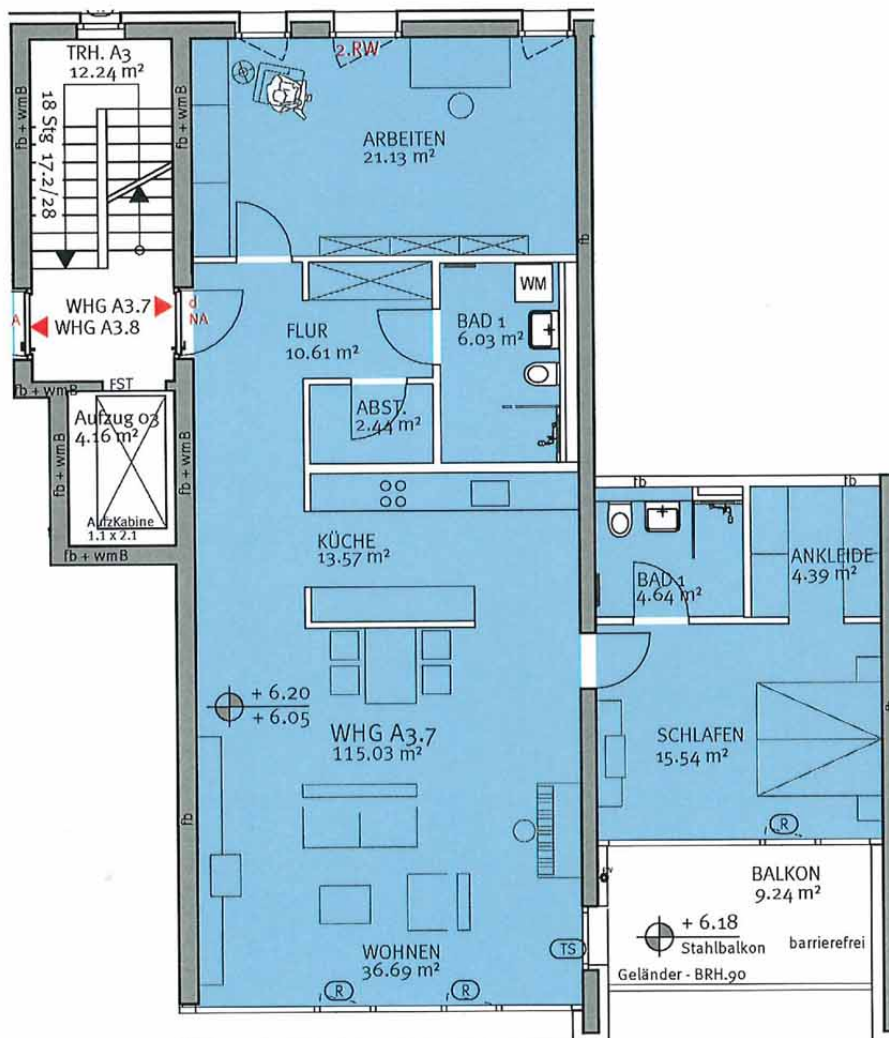 TRH. A3
12.24 m²
18 Stg 17.2/28
fb + wmB
fb + wmB
2.RW
ARBEITEN
21.13 m²
fb
WHG A3.7
WHG A3.8
A
d
NA
FLUR
10.61 m²
BAD 1
6.03 m²
WM
FST
fb + wmB
Aufzug 03
4.16 m²
fb + wmB
fb + wmB
AufzKabine
1.1 x 2.1
fb + wmB
ABST.
2.44 m²
KÜCHE
13.57 m²
fb
fb
BAD 1
4.64 m²
ANKLEIDE
4.39 m²
+ 6.20
+ 6.05
WHG A3.7
115.03 m²
SCHLAFEN
15.54 m²
fb
R
BALKON
9.24 m²
+ 6.18
Stahlbalkon
barrierefrei
Geländer - BRH.90
TS
WOHNEN
36.69 m²
R
R